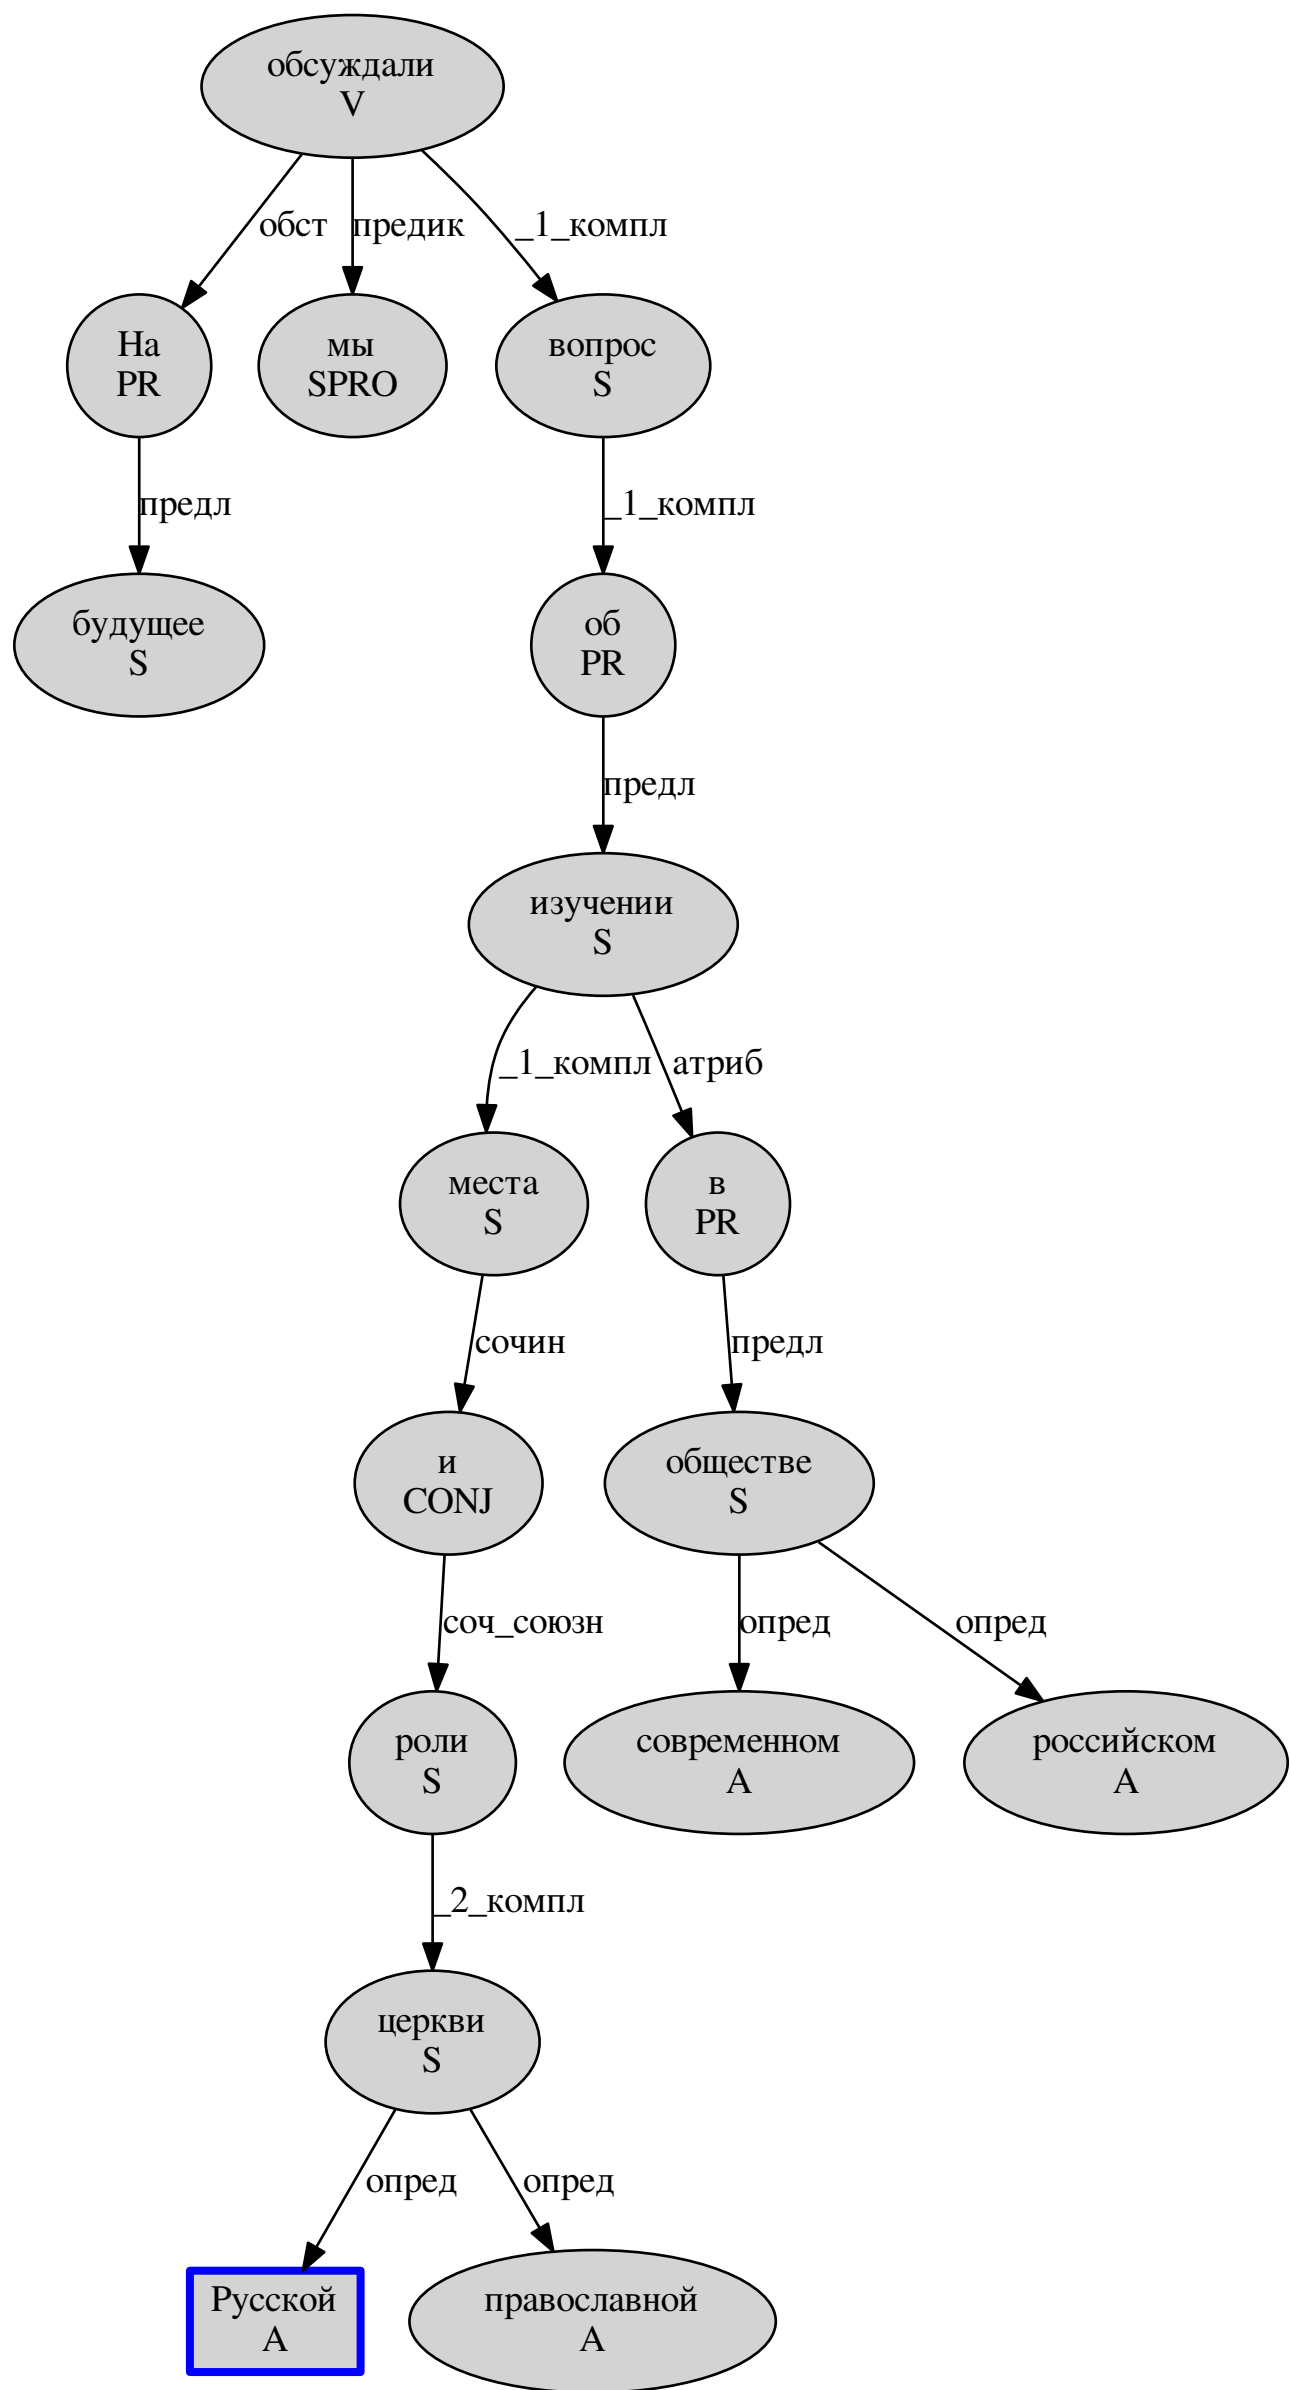 обсуждали
V
обст
предик
_1_компл
На
PR
мы
SPRO
вопрос
S
предл
_1_компл
будущее
S
об
PR
предл
изучении
S
_1_компл
атриб
места
S
в
PR
сочин
предл
и
CONJ
обществе
S
соч_союзн
опред
опред
роли
S
современном
A
российском
A
_2_компл
церкви
S
опред
опред
Русской
A
православной
A